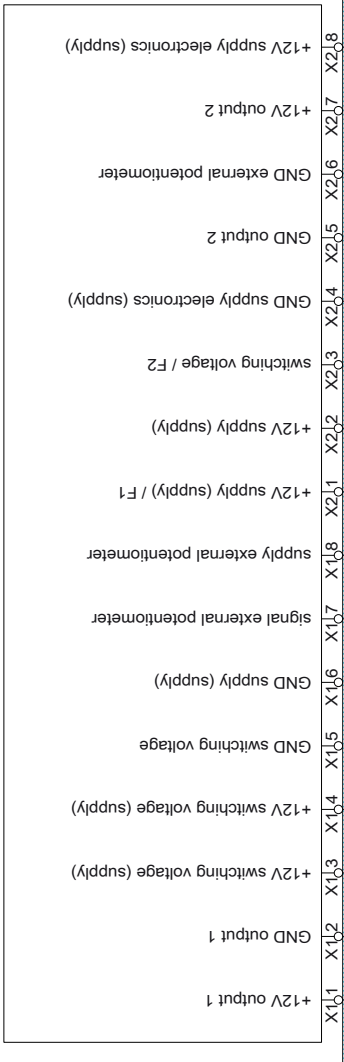 X1 1 +12V output 1
X1 2 GND output 1
X1 3 +12V switching voltage (supply)
X1 4 +12V switching voltage (supply)
X1 5 GND switching voltage
X1 6 GND supply (supply)
X1 7 signal external potentiometer
X1 8 supply external potentiometer
X2 1 +12V supply (supply) / F1
X2 2 +12V supply (supply)
X2 3 switching voltage / F2
X2 4 GND supply electronics (supply)
X2 5 GND output 2
X2 6 GND external potentiometer
X2 7 +12V output 2
X2 8 +12V supply electronics (supply)